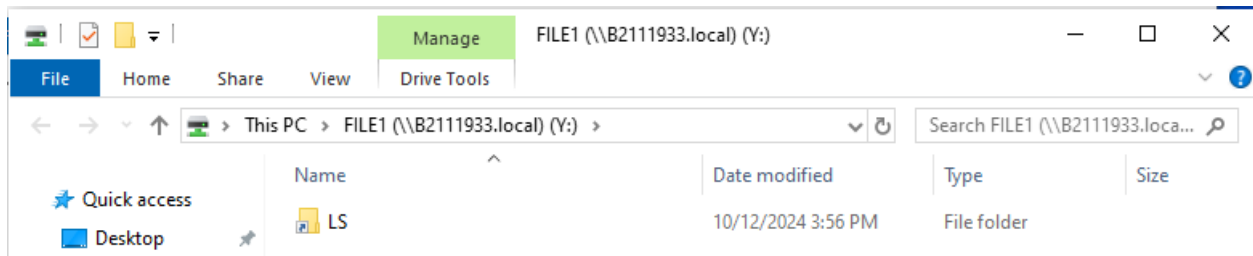 Manage FILE1 (\\B2111933.local) (Y:)
File Home Share View Drive Tools
This PC > FILE1 (\\B2111933.local) (Y:) > Search FILE1 (\\B2111933.loca...
Name Date modified Type Size
Quick access
LS 10/12/2024 3:56 PM File folder
Desktop